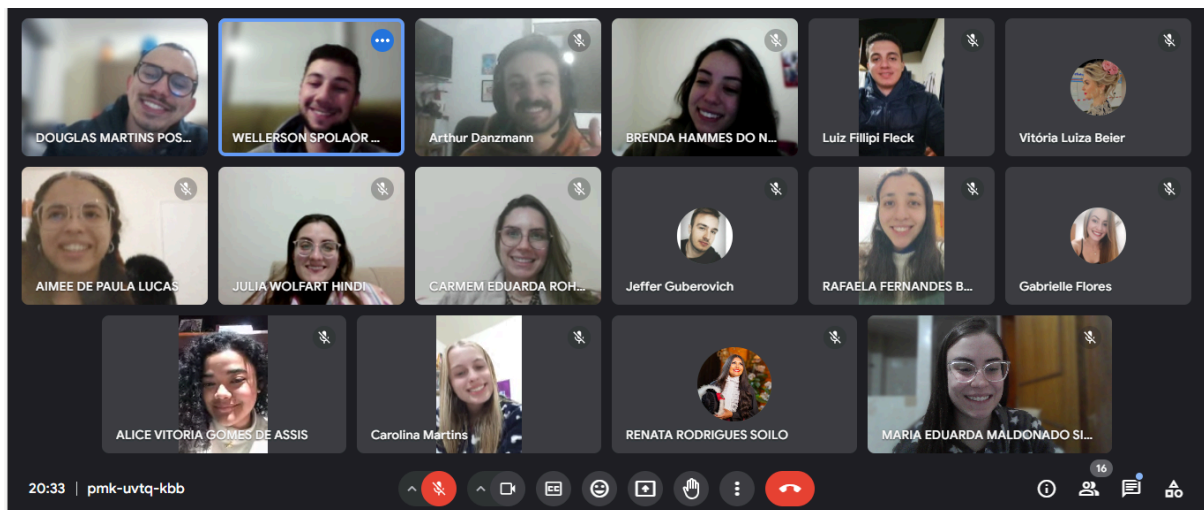 DOUGLAS MARTINS POS...
WELLERSON SPOLAOR ...
Arthur Danzmann
BRENDA HAMMES DO N...
Luiz Fillipi Fleck
Vitória Luiza Beier
AIMEE DE PAULA LUCAS
JULIA WOLFART HINDI
CARMEM EDUARDA ROH...
Jeffer Guberovich
RAFAELA FERNANDES B...
Gabrielle Flores
ALICE VITORIA GOMES DE ASSIS
Carolina Martins
RENATA RODRIGUES SOILO
MARIA EDUARDA MALDONADO SI...
20:33 | pmk-uvtq-kbb
CC
16